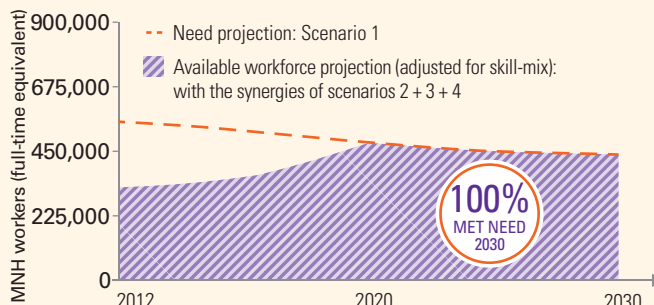 MNH workers (full-time equivalent)
900,000
675,000
450,000
225,000
0
Need projection: Scenario 1
Available workforce projection (adjusted for skill-mix):
with the synergies of scenarios 2 + 3 + 4
100%
MET NEED
2030
2012
2020
2030